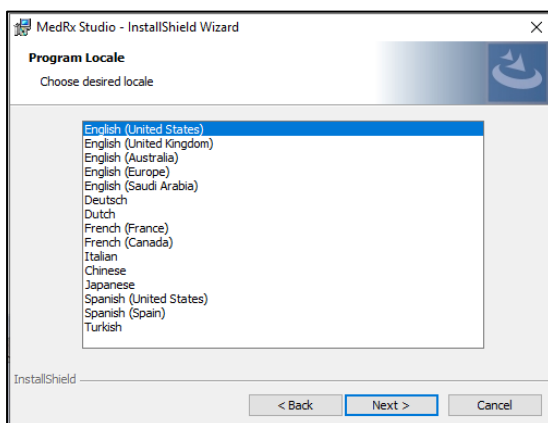 MedRx Studio - InstallShield Wizard
Program Locale
Choose desired locale
English (United States)
English (United Kingdom)
English (Australia)
English (Europe)
English (Saudi Arabia)
Deutsch
Dutch
French (France)
French (Canada)
Italian
Chinese
Japanese
Spanish (United States)
Spanish (Spain)
Turkish
InstallShield
< Back Next > Cancel